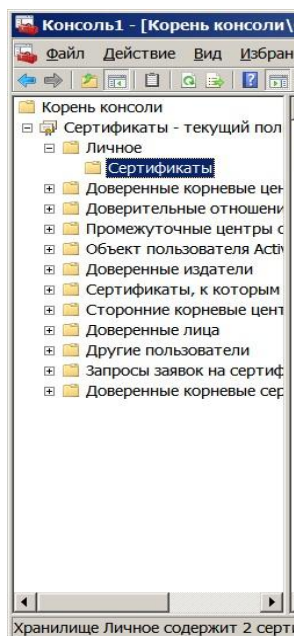 Консоль1 - [Корень консоли\
Файл Действие Вид Избран
Корень консоли
Сертификаты - текущий пол
Личное
Сертификаты
Доверенные корневые цен
Доверительные отношени
Промежуточные центры с
Объект пользователя Activ
Доверенные издатели
Сертификаты, к которым
Сторонние корневые цент
Доверенные лица
Другие пользователи
Запросы заявок на сертиф
Доверенные корневые сер
Хранилище Личное содержит 2 серти